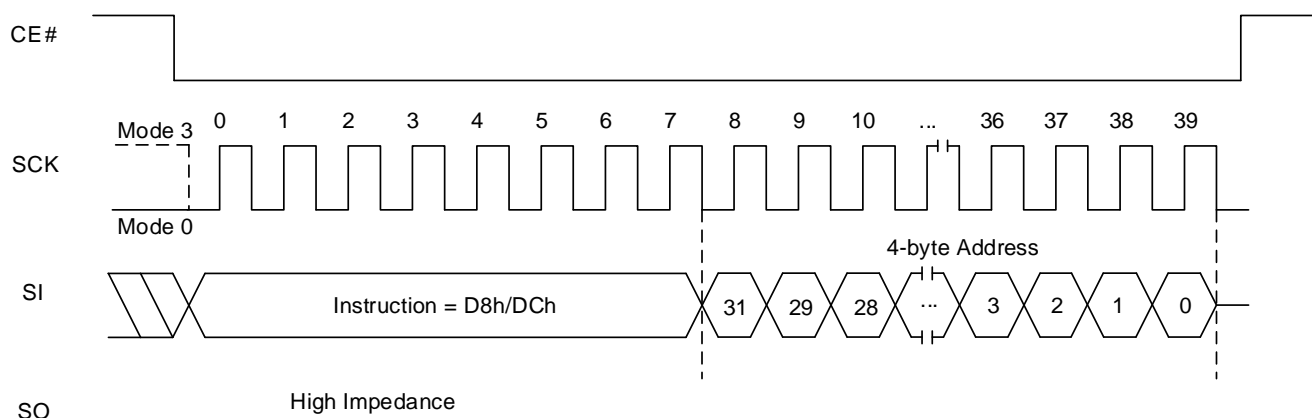 CE#
0 1 2 3 4 5 6 7 8 9 10 ... 36 37 38 39
Mode 3
SCK
Mode 0
4-byte Address
SI
Instruction = D8h/DCh 31 29 28 ... 3 2 1 0
High Impedance
SO